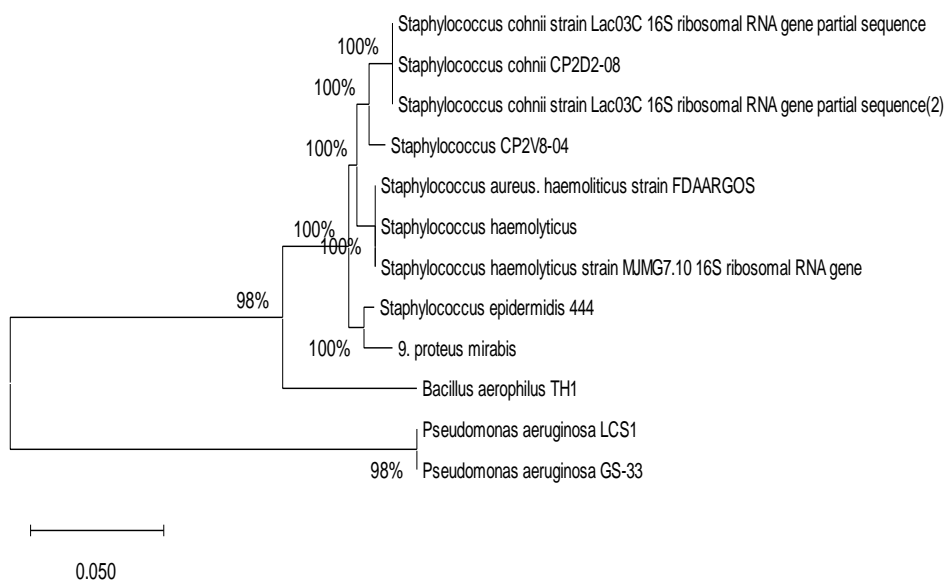 Staphylococcus cohnii strain Lac03C 16S ribosomal RNA gene partial sequence
100%
Staphylococcus cohnii CP2D2-08
100%
Staphylococcus cohnii strain Lac03C 16S ribosomal RNA gene partial sequence(2)
100%
Staphylococcus CP2V8-04
Staphylococcus aureus. haemoliticus strain FDAARGOS
100%
Staphylococcus haemolyticus
100%
Staphylococcus haemolyticus strain MJMG7.10 16S ribosomal RNA gene
98%
Staphylococcus epidermidis 444
100%
9. proteus mirabis
Bacillus aerophilus TH1
Pseudomonas aeruginosa LCS1
98%
Pseudomonas aeruginosa GS-33
0.050